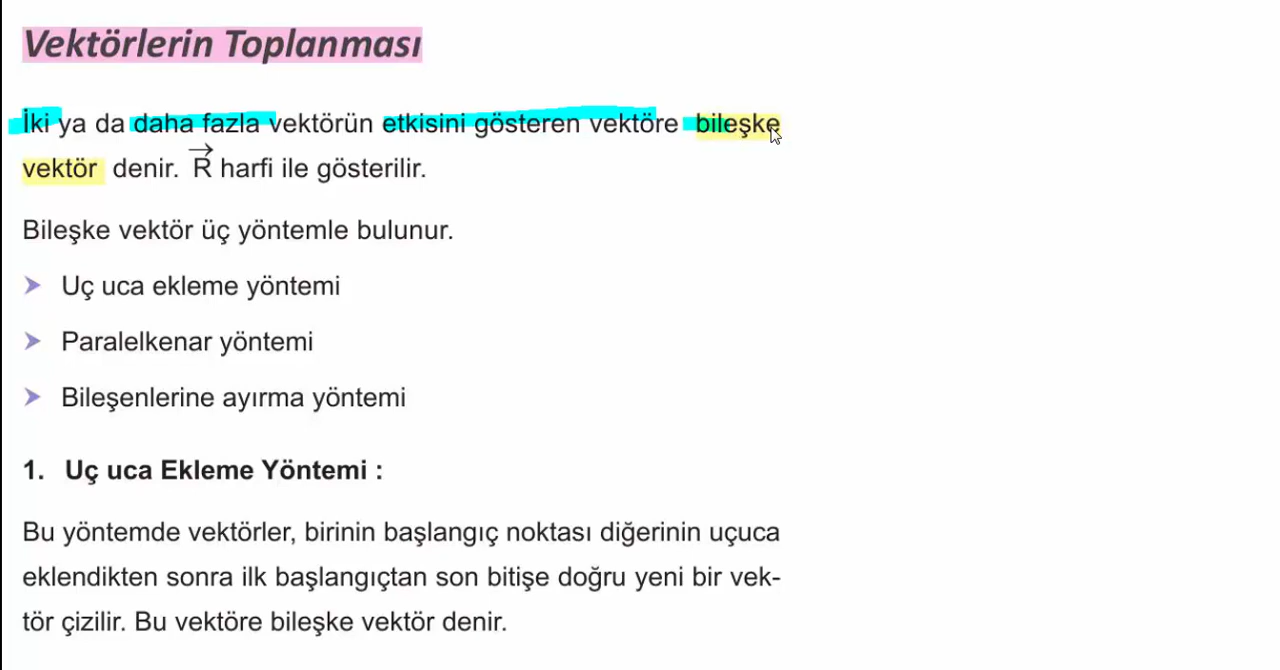 Vektörlerin Toplanması
İki ya da daha fazla vektörün etkisini gösteren vektöre bileşke
vektör denir. R harfi ile gösterilir.
Bileşke vektör üç yöntemle bulunur.
Uç uca ekleme yöntemi
Paralelkenar yöntemi
Bileşenlerine ayırma yöntemi
1. Uç uca Ekleme Yöntemi :
Bu yöntemde vektörler, birinin başlangıç noktası diğerinin uçuca
eklendikten sonra ilk başlangıçtan son bitişe doğru yeni bir vek-
tör çizilir. Bu vektöre bileşke vektör denir.